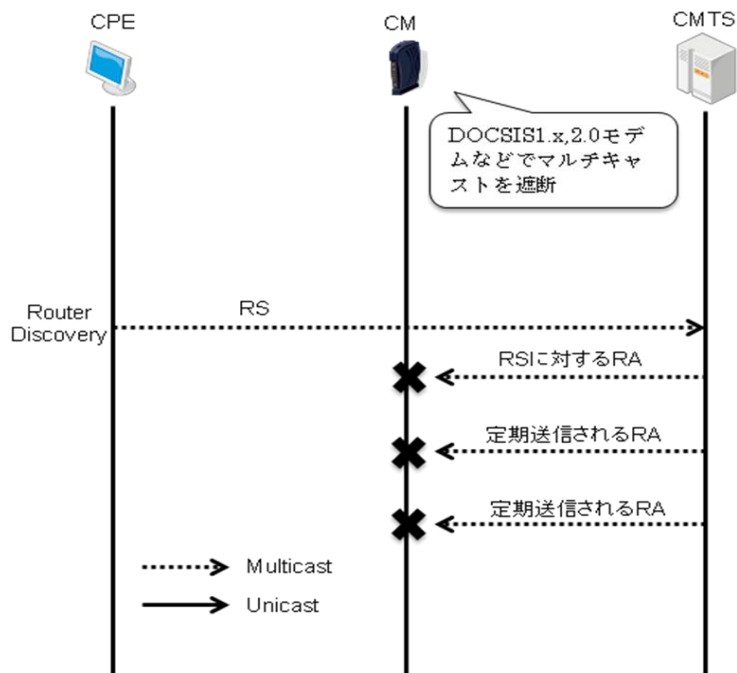 CPE
CM
CMTS
DOCSIS1.x,2.0モデ
ムなどでマルチキャ
ストを遮断
Router
Discovery
RS
RSに対するRA
定期送信されるRA
定期送信されるRA
Multicast
Unicast